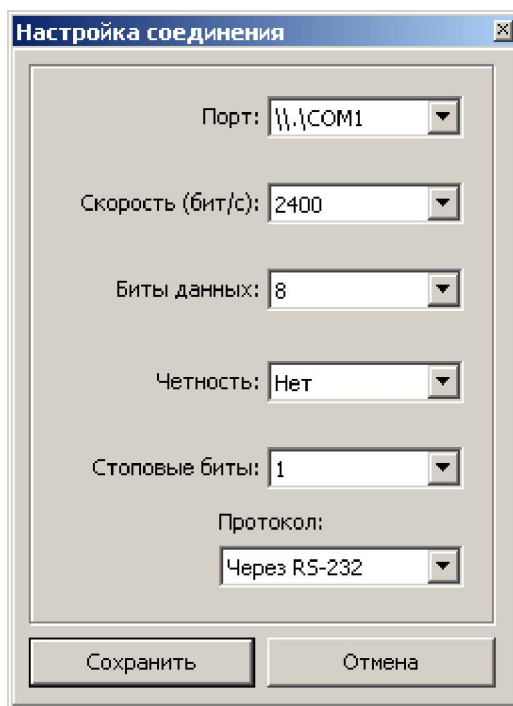 Настройка соединения
Порт: \\.\COM1
Скорость (бит/с): 2400
Биты данных: 8
Четность: Нет
Стоповые биты: 1
Протокол:
Через RS-232
Сохранить Отмена